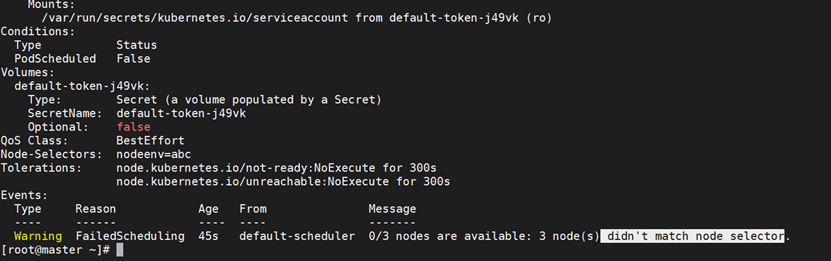 Mounts:
/var/run/secrets/kubernetes.io/serviceaccount from default-token-j49vk (ro)
Conditions:
Type Status
PodScheduled False
Volumes:
default-token-j49vk:
Type: Secret (a volume populated by a Secret)
SecretName: default-token-j49vk
Optional: false
QoS Class: BestEffort
Node-Selectors: nodeenv=abc
Tolerations: node.kubernetes.io/not-ready:NoExecute for 300s
node.kubernetes.io/unreachable:NoExecute for 300s
Events:
Type Reason Age From Message
---- ------ ---- ---- -------
Warning FailedScheduling 45s default-scheduler 0/3 nodes are available: 3 node(s) didn't match node selector.
[root@master ~]#